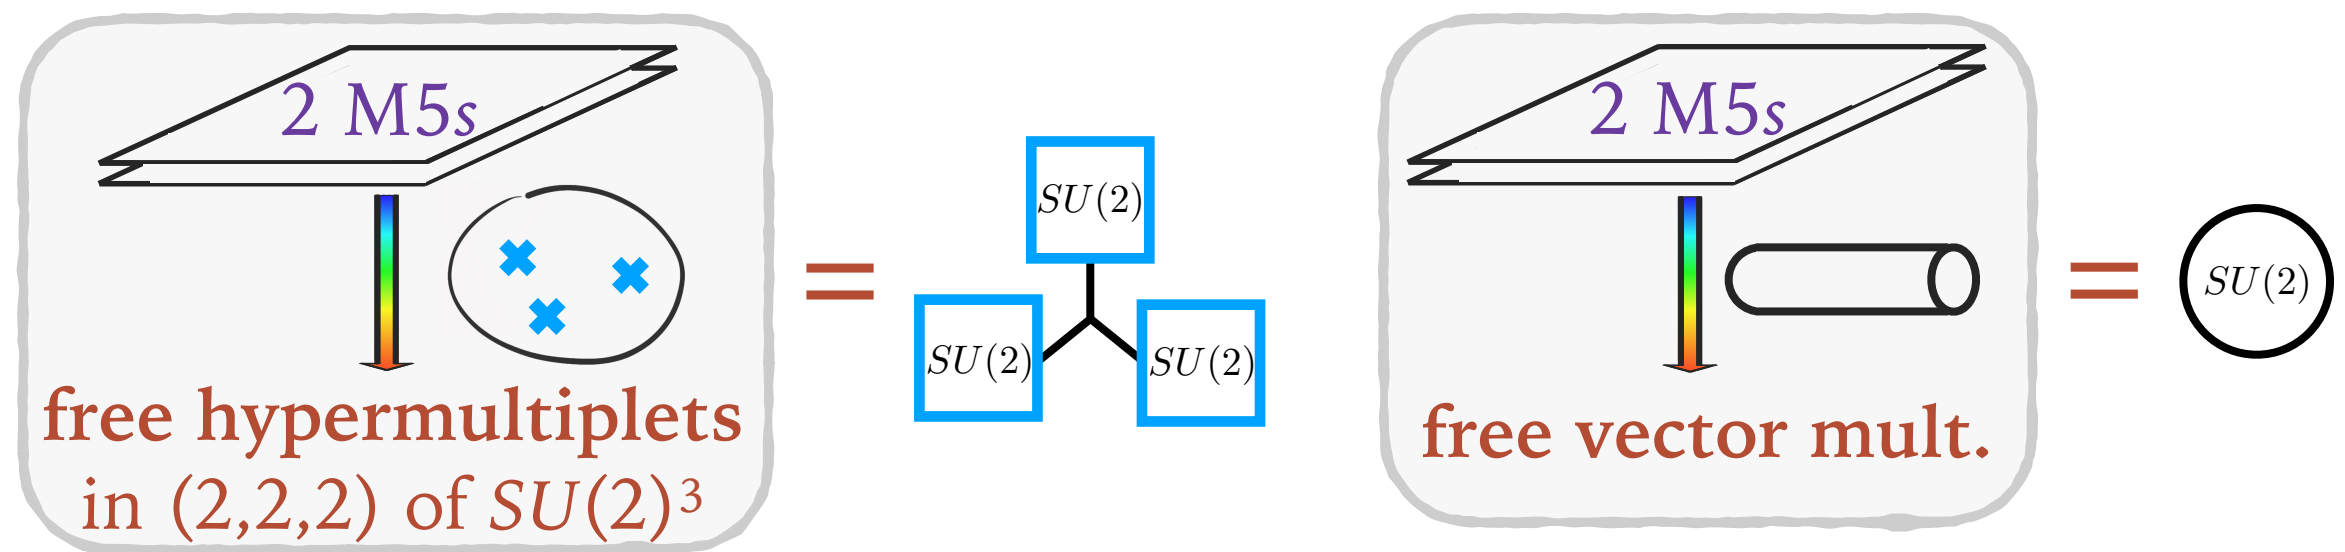 2 M5s
free hypermultiplets
in (2,2,2) of SU(2)³
=
SU(2)
SU(2)
SU(2)
2 M5s
free vector mult.
=
SU(2)